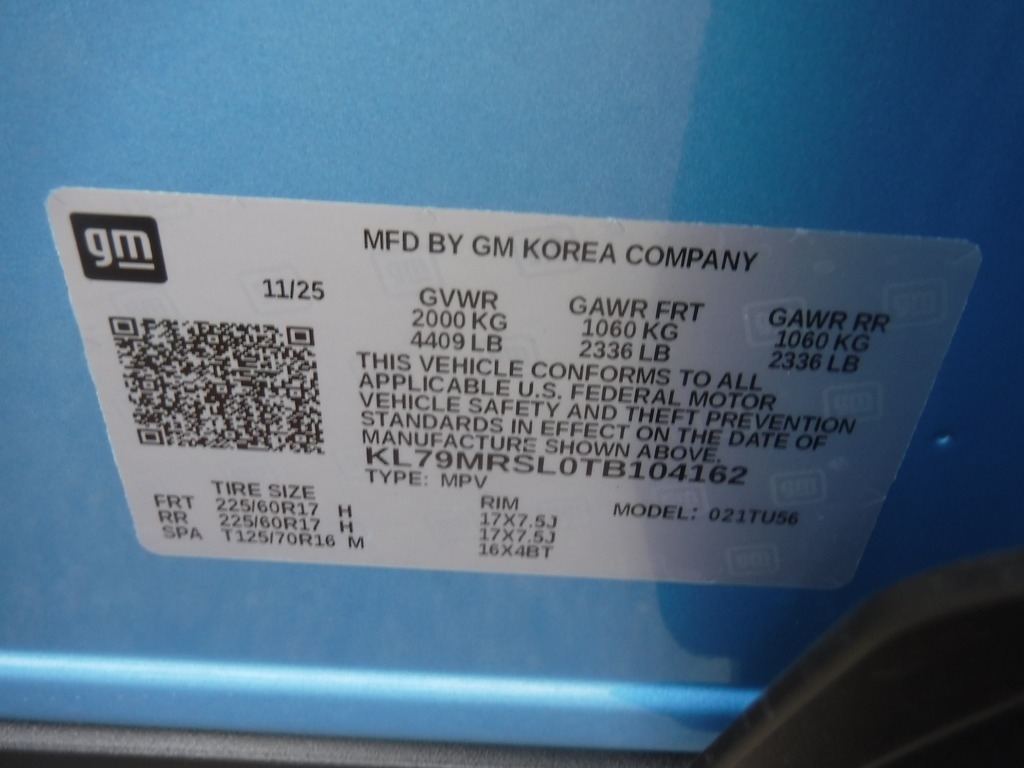 gm
MFD BY GM KOREA COMPANY
11/25
GVWR GAWR FRT GAWR RR
2000 KG 1060 KG 1060 KG
4409 LB 2336 LB 2336 LB
THIS VEHICLE CONFORMS TO ALL
APPLICABLE U.S. FEDERAL MOTOR
VEHICLE SAFETY AND THEFT PREVENTION
STANDARDS IN EFFECT ON THE DATE OF
MANUFACTURE SHOWN ABOVE.
KL79MRSL0TB104162
TYPE: MPV
TIRE SIZE RIM MODEL: 021TU56
FRT 225/60R17 H 17X7.5J
RR 225/60R17 H 17X7.5J
SPA T125/70R16 M 16X4BT